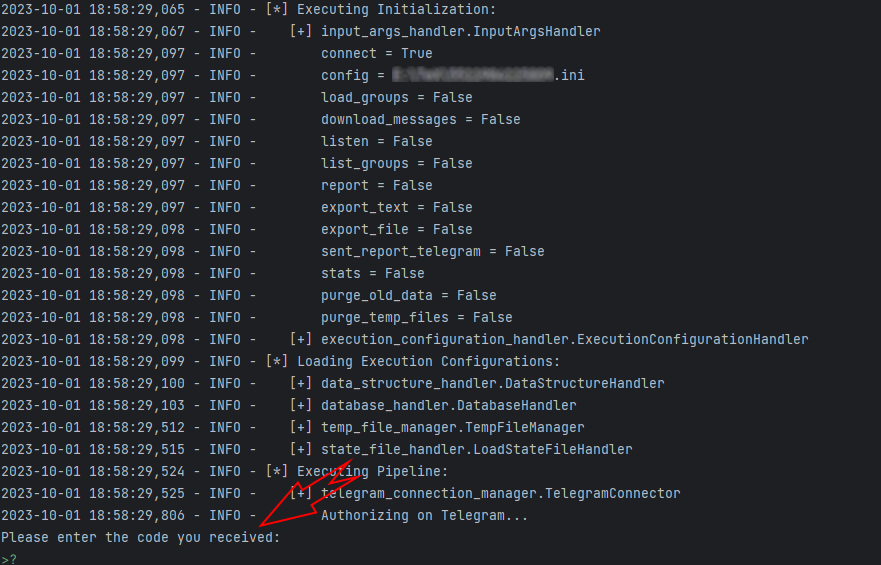 2023-10-01 18:58:29,065 - INFO - [*] Executing Initialization:
2023-10-01 18:58:29,067 - INFO -    [+] input_args_handler.InputArgsHandler
2023-10-01 18:58:29,097 - INFO -        connect = True
2023-10-01 18:58:29,097 - INFO -        config = .ini
2023-10-01 18:58:29,097 - INFO -        load_groups = False
2023-10-01 18:58:29,097 - INFO -        download_messages = False
2023-10-01 18:58:29,097 - INFO -        listen = False
2023-10-01 18:58:29,097 - INFO -        list_groups = False
2023-10-01 18:58:29,097 - INFO -        report = False
2023-10-01 18:58:29,097 - INFO -        export_text = False
2023-10-01 18:58:29,098 - INFO -        export_file = False
2023-10-01 18:58:29,098 - INFO -        sent_report_telegram = False
2023-10-01 18:58:29,098 - INFO -        stats = False
2023-10-01 18:58:29,098 - INFO -        purge_old_data = False
2023-10-01 18:58:29,098 - INFO -        purge_temp_files = False
2023-10-01 18:58:29,098 - INFO -    [+] execution_configuration_handler.ExecutionConfigurationHandler
2023-10-01 18:58:29,099 - INFO - [*] Loading Execution Configurations:
2023-10-01 18:58:29,100 - INFO -    [+] data_structure_handler.DataStructureHandler
2023-10-01 18:58:29,103 - INFO -    [+] database_handler.DatabaseHandler
2023-10-01 18:58:29,512 - INFO -    [+] temp_file_manager.TempFileManager
2023-10-01 18:58:29,515 - INFO -    [+] state_file_handler.LoadStateFileHandler
2023-10-01 18:58:29,524 - INFO - [*] Executing Pipeline:
2023-10-01 18:58:29,525 - INFO -    [+] telegram_connection_manager.TelegramConnector
2023-10-01 18:58:29,806 - INFO -        Authorizing on Telegram...
Please enter the code you received:
>?